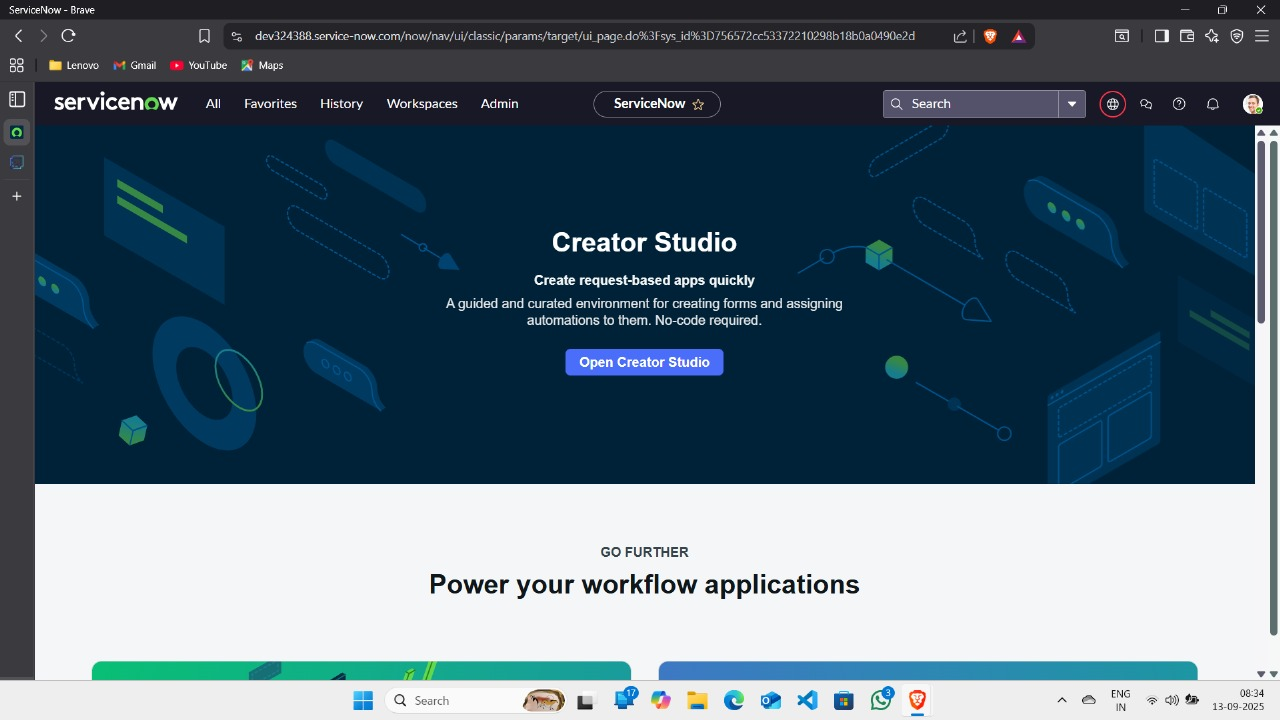 ServiceNow - Brave
dev324388.service-now.com/now/nav/ui/classic/params/target/ui_page.do%3Fsys_id%3D756572cc53372210298b18b0a0490e2d
Lenovo Gmail YouTube Maps
servicenow All Favorites History Workspaces Admin ServiceNow Search
Creator Studio
Create request-based apps quickly
A guided and curated environment for creating forms and assigning
automations to them. No-code required.
Open Creator Studio
GO FURTHER
Power your workflow applications
Search 17 3 ENG 08:34
IN 13-09-2025